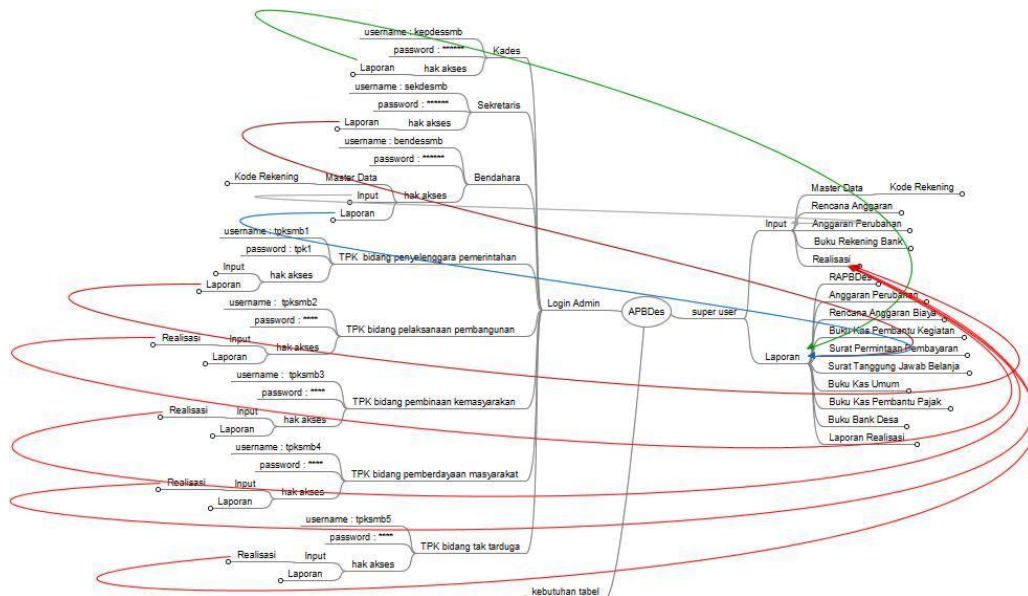 username : kepdessmb
password : ******
Kades
Laporan
hak akses
username : sekdesmb
password : ******
Sekretaris
Laporan
hak akses
username : bendessmb
password : ******
Bendahara
Kode Rekening
Master Data
Input
hak akses
Laporan
username : tpksmb1
password : tpk1
TPK bidang penyelenggara pemerintahan
Input
hak akses
Laporan
username : tpksmb2
password : ****
TPK bidang pelaksanaan pembangunan
Realisasi
Input
hak akses
Laporan
username : tpksmb3
password : ****
TPK bidang pembinaan kemasyarakan
Realisasi
Input
hak akses
Laporan
username : tpksmb4
password : ****
TPK bidang pemberdayaan masyarakat
Realisasi
Input
hak akses
Laporan
username : tpksmb5
password : ****
TPK bidang tak tarduga
Realisasi
Input
hak akses
Laporan
Login Admin
APBDes
super user
kebutuhan tabel
Input
Master Data
Kode Rekening
Rencana Anggaran
Anggaran Perubahan
Buku Rekening Bank
Realisasi
Laporan
RAPBDes
Anggaran Perubahan
Rencana Anggaran Biaya
Buku Kas Pembantu Kegiatan
Surat Permintaan Pembayaran
Surat Tanggung Jawab Belanja
Buku Kas Umum
Buku Kas Pembantu Pajak
Buku Bank Desa
Laporan Realisasi